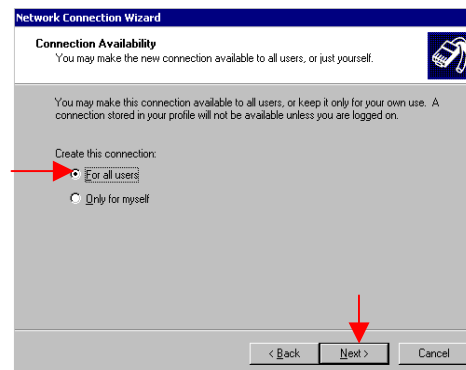 Network Connection Wizard
Connection Availability
You may make the new connection available to all users, or just yourself.
You may make this connection available to all users, or keep it only for your own use. A
connection stored in your profile will not be available unless you are logged on.
Create this connection:
For all users
Only for myself
< Back
Next >
Cancel